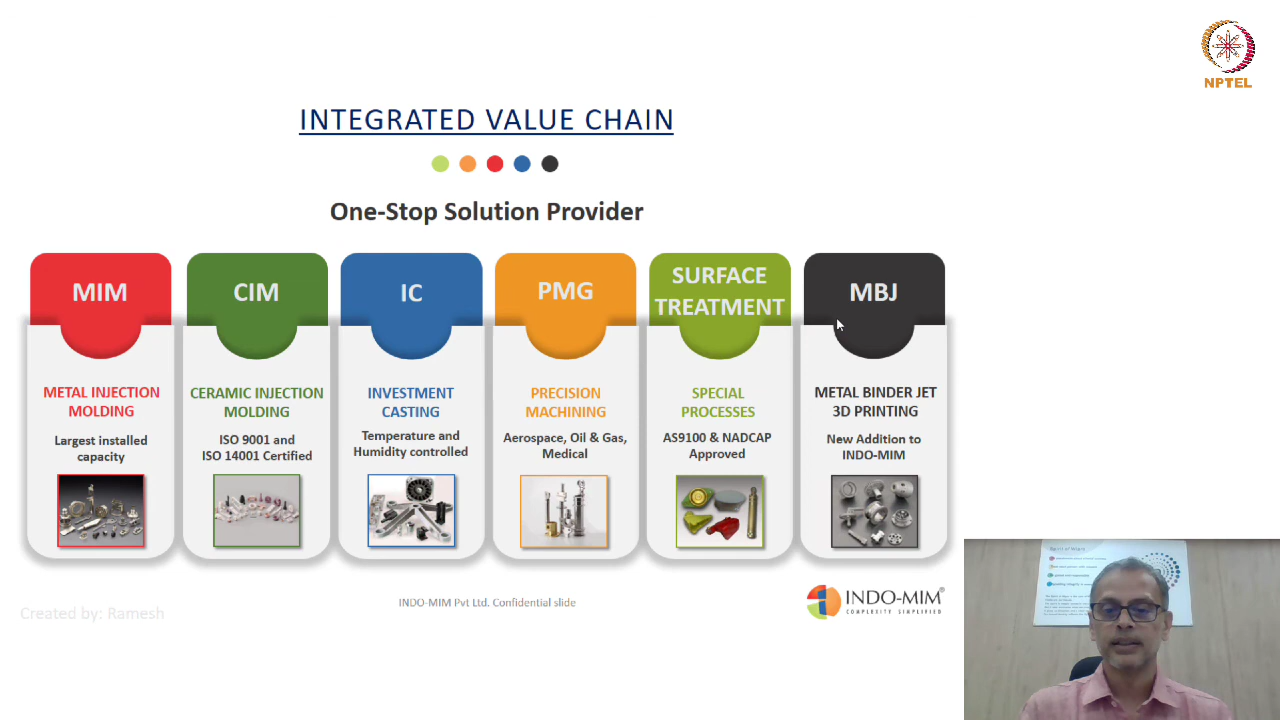 NPTEL
INTEGRATED VALUE CHAIN
One-Stop Solution Provider
MIM
METAL INJECTION
MOLDING
Largest installed
capacity
CIM
CERAMIC INJECTION
MOLDING
ISO 9001 and
ISO 14001 Certified
IC
INVESTMENT
CASTING
Temperature and
Humidity controlled
PMG
PRECISION
MACHINING
Aerospace, Oil & Gas,
Medical
SURFACE
TREATMENT
SPECIAL
PROCESSES
AS9100 & NADCAP
Approved
MBJ
METAL BINDER JET
3D PRINTING
New Addition to
INDO-MIM
Created by: Ramesh
INDO-MIM Pvt Ltd. Confidential slide
INDO-MIM®
COMPLEXITY SIMPLIFIED